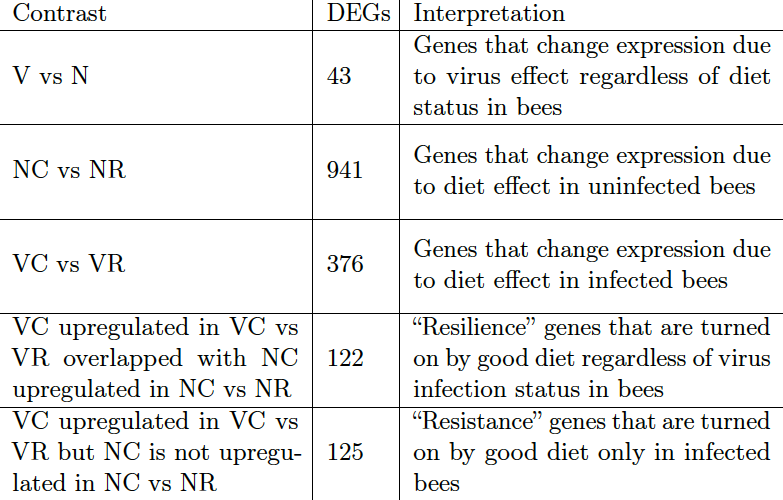 Contrast DEGs Interpretation
V vs N 43 Genes that change expression due
to virus effect regardless of diet
status in bees
NC vs NR 941 Genes that change expression due
to diet effect in uninfected bees
VC vs VR 376 Genes that change expression due
to diet effect in infected bees
VC upregulated in VC vs
VR overlapped with NC
upregulated in NC vs NR
122
“Resilience” genes that are turned
on by good diet regardless of virus
infection status in bees
VC upregulated in VC vs
VR but NC is not upregu-
lated in NC vs NR
125
“Resistance” genes that are turned
on by good diet only in infected
bees